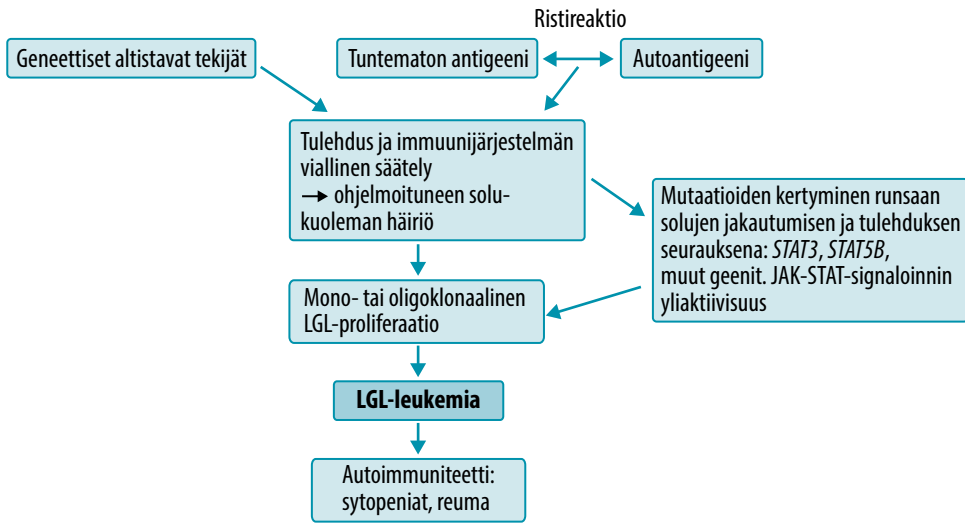 Ristireaktio
Geneettiset altistavat tekijät
Tuntematon antigeeni
Autoantigeeni
Tulehdus ja immuunijärjestelmän
viallinen säätely
→ ohjelmoituneen solu-
kuoleman häiriö
Mutaatioiden kertyminen runsaan
solujen jakautumisen ja tulehduksen
seurauksena: STAT3, STAT5B,
muut geenit. JAK-STAT-signaloinnin
yliaktiivisuus
Mono- tai oligoklonaalinen
LGL-proliferaatio
LGL-leukemia
Autoimmuniteetti:
sytopeniat, reuma